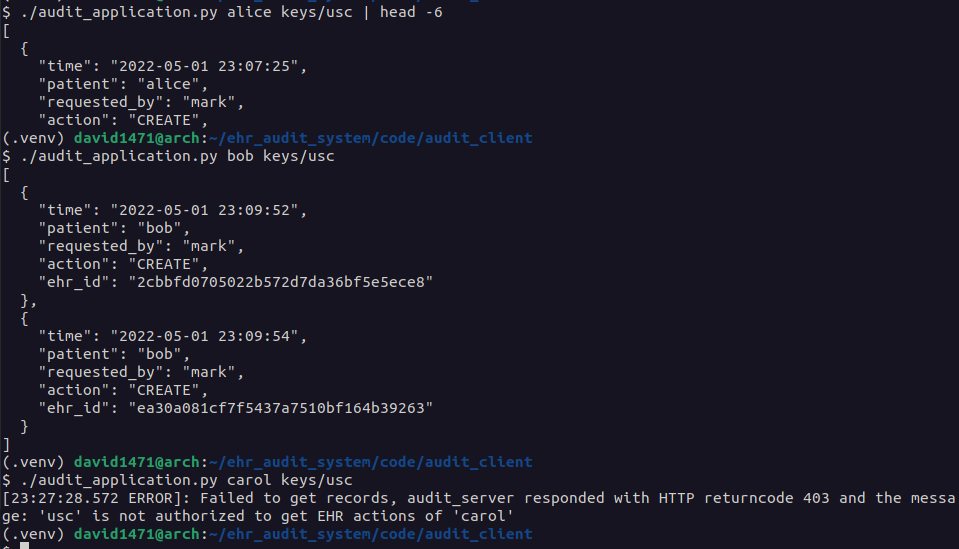 $ ./audit_application.py alice keys/usc | head -6
[
  {
    "time": "2022-05-01 23:07:25",
    "patient": "alice",
    "requested_by": "mark",
    "action": "CREATE",
(.venv) david1471@arch:~/ehr_audit_system/code/audit_client
$ ./audit_application.py bob keys/usc
[
  {
    "time": "2022-05-01 23:09:52",
    "patient": "bob",
    "requested_by": "mark",
    "action": "CREATE",
    "ehr_id": "2cbbfd0705022b572d7da36bf5e5ece8"
  },
  {
    "time": "2022-05-01 23:09:54",
    "patient": "bob",
    "requested_by": "mark",
    "action": "CREATE",
    "ehr_id": "ea30a081cf7f5437a7510bf164b39263"
  }
]
(.venv) david1471@arch:~/ehr_audit_system/code/audit_client
$ ./audit_application.py carol keys/usc
[23:27:28.572 ERROR]: Failed to get records, audit_server responded with HTTP returncode 403 and the messa
ge: 'usc' is not authorized to get EHR actions of 'carol'
(.venv) david1471@arch:~/ehr_audit_system/code/audit_client
$